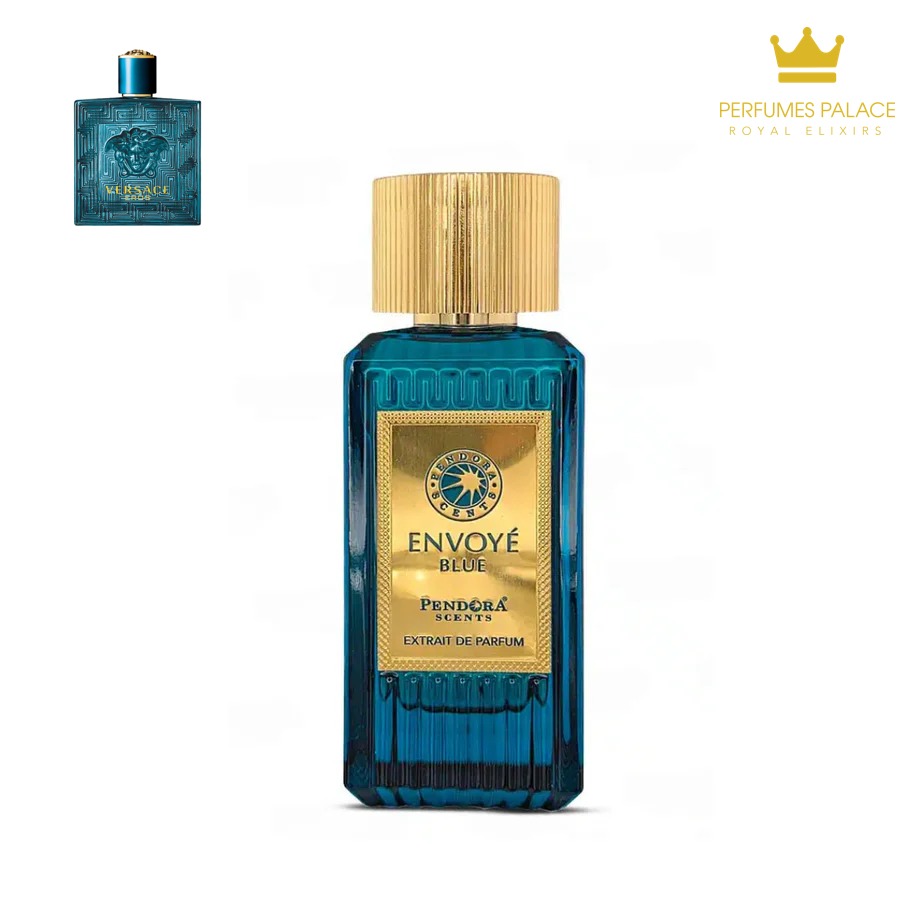 VERSACE
EROS
PERFUMES PALACE
ROYAL ELIXIRS
PENDORA
SCENTS
ENVOYÉ
BLUE
PENDORA®
SCENTS
EXTRAIT DE PARFUM